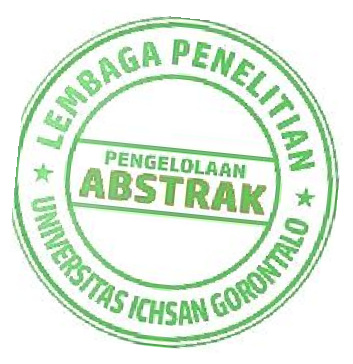 LEMBAGA PENELITIAN
PENGELOLAAN
ABSTRAK
UNIVERSITAS ICHSAN GORONTALO